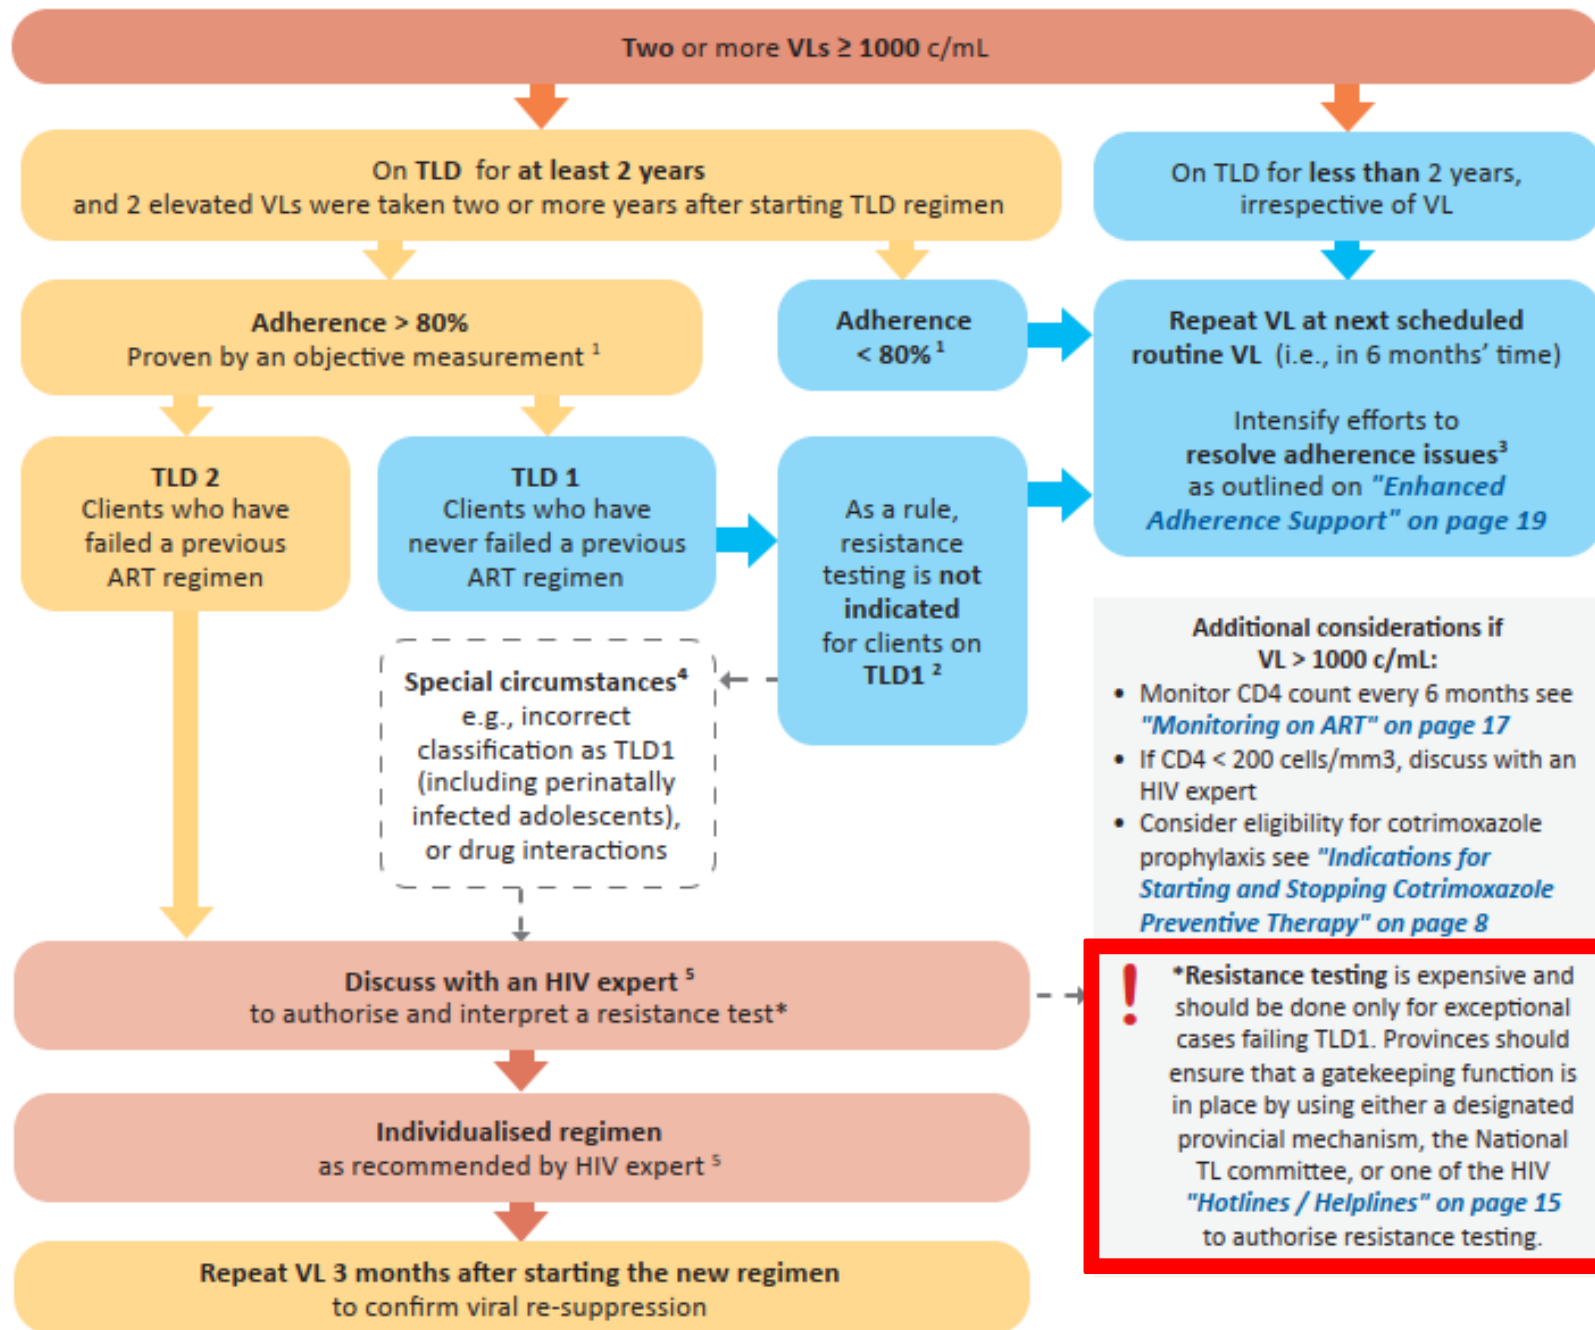 Two or more VLs ≥ 1000 c/mL
On TLD for at least 2 years
and 2 elevated VLs were taken two or more years after starting TLD regimen
On TLD for less than 2 years,
irrespective of VL
Adherence > 80%
Proven by an objective measurement ¹
Adherence
< 80% ¹
Repeat VL at next scheduled
routine VL (i.e., in 6 months’ time)
Intensify efforts to
resolve adherence issues³
as outlined on "Enhanced
Adherence Support" on page 19
TLD 2
Clients who have
failed a previous
ART regimen
TLD 1
Clients who have
never failed a previous
ART regimen
As a rule,
resistance
testing is not
indicated
for clients on
TLD1 ²
Special circumstances⁴
e.g., incorrect
classification as TLD1
(including perinatally
infected adolescents),
or drug interactions
Additional considerations if
VL > 1000 c/mL:
• Monitor CD4 count every 6 months see
"Monitoring on ART" on page 17
• If CD4 < 200 cells/mm3, discuss with an
HIV expert
• Consider eligibility for cotrimoxazole
prophylaxis see "Indications for
Starting and Stopping Cotrimoxazole
Preventive Therapy" on page 8
Discuss with an HIV expert ⁵
to authorise and interpret a resistance test*
! *Resistance testing is expensive and
should be done only for exceptional
cases failing TLD1. Provinces should
ensure that a gatekeeping function is
in place by using either a designated
provincial mechanism, the National
TL committee, or one of the HIV
"Hotlines / Helplines" on page 15
to authorise resistance testing.
Individualised regimen
as recommended by HIV expert ⁵
Repeat VL 3 months after starting the new regimen
to confirm viral re-suppression